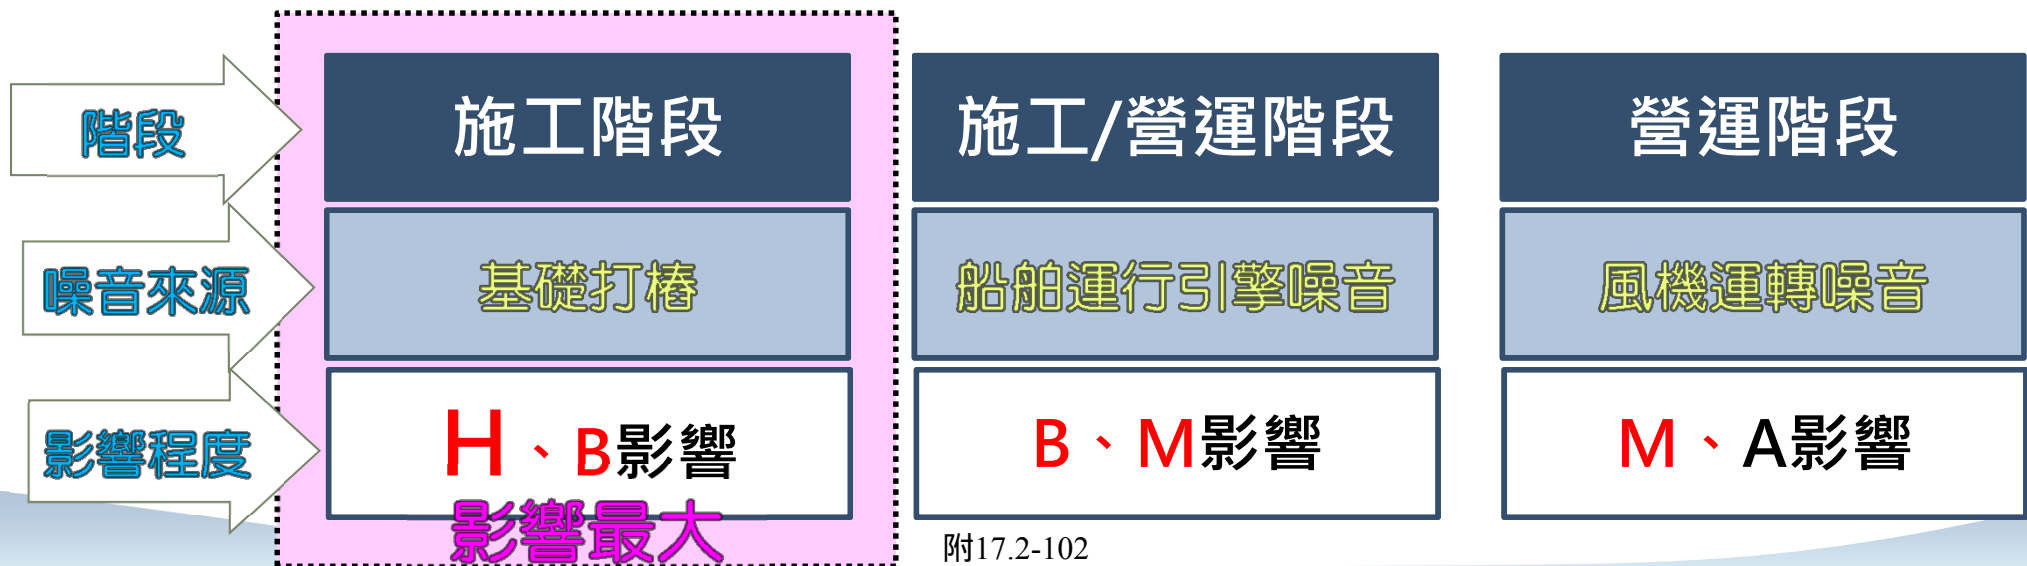 階段
施工階段
施工/營運階段
營運階段
噪音來源
基礎打樁
船舶運行引擎噪音
風機運轉噪音
影響程度
H、B影響
B、M影響
M、A影響
影響最大
附17.2-102